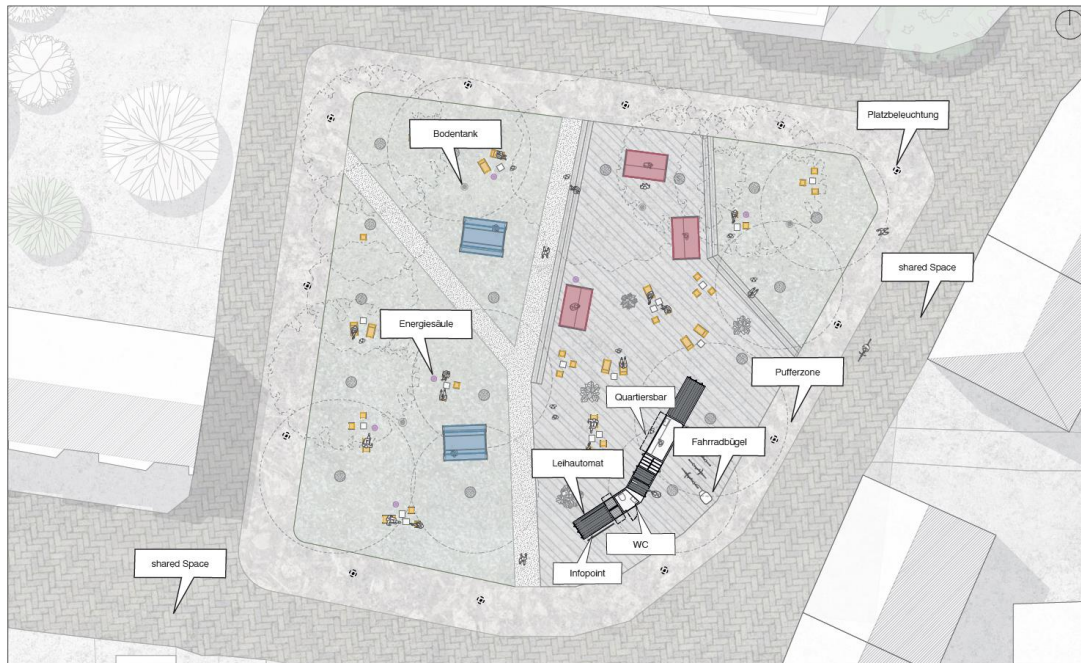 Platzbeleuchtung
Bodentank
shared Space
Energiesäule
Pufferzone
Quartiersbar
Fahrradbügel
Leihautomat
WC
shared Space
Infopoint